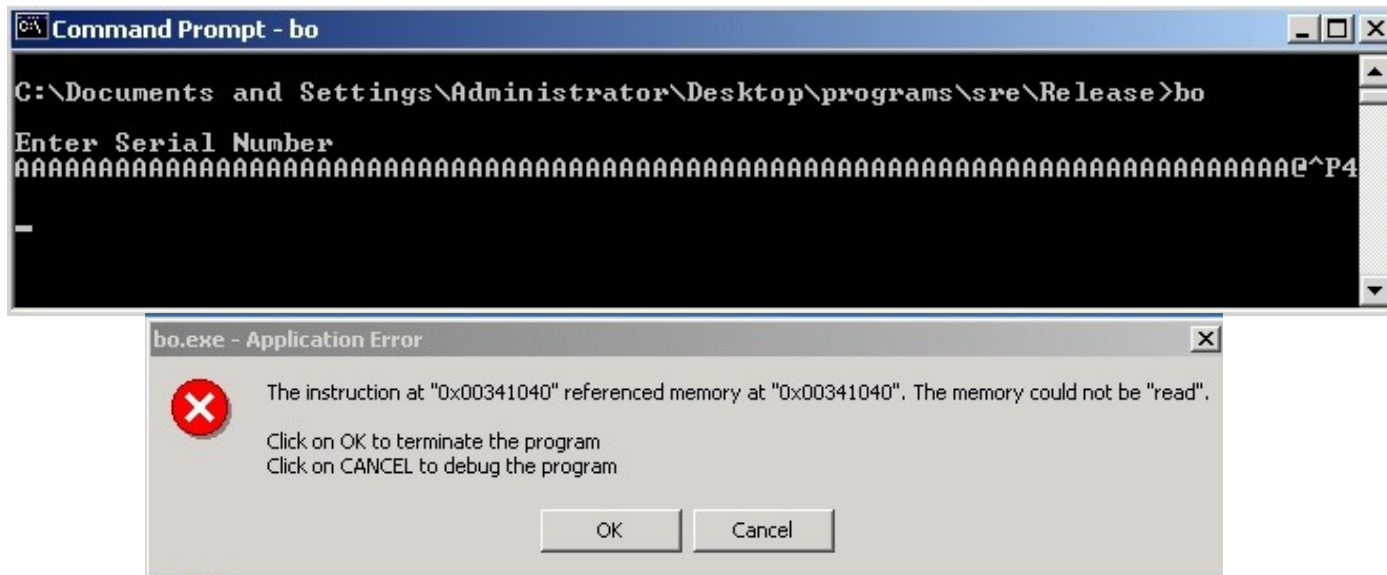 Command Prompt - bo
C:\Documents and Settings\Administrator\Desktop\programs\sre\Release>bo
Enter Serial Number
AAAAAAAAAAAAAAAAAAAAAAAAAAAAAAAAAAAAAAAAAAAAAAAAAAAAAAAAAAAAAAAAAAAAAAAAAAAA@^P4
bo.exe - Application Error
The instruction at "0x00341040" referenced memory at "0x00341040". The memory could not be "read".
Click on OK to terminate the program
Click on CANCEL to debug the program
OK
Cancel